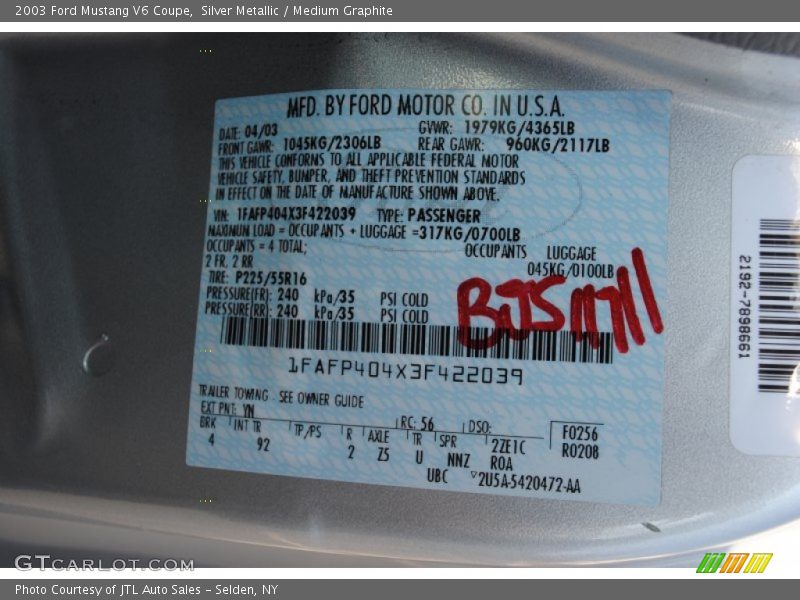 2003 Ford Mustang V6 Coupe, Silver Metallic / Medium Graphite
MFD. BY FORD MOTOR CO. IN U.S.A.
DATE: 04/03 GVWR: 1979KG/4365LB
FRONT GAWR: 1045KG/2306LB REAR GAWR: 960KG/2117LB
THIS VEHICLE CONFORMS TO ALL APPLICABLE FEDERAL MOTOR
VEHICLE SAFETY, BUMPER, AND THEFT PREVENTION STANDARDS
IN EFFECT ON THE DATE OF MANUFACTURE SHOWN ABOVE.
VIN: 1FAFP404X3F422039 TYPE: PASSENGER
MAXIMUM LOAD = OCCUPANTS + LUGGAGE =317KG/0700LB
OCCUPANTS = 4 TOTAL; OCCUPANTS LUGGAGE
2 FR, 2 RR 045KG/0100LB
TIRE: P225/55R16
PRESSURE(FR): 240 kPa/35 PSI COLD
PRESSURE(RR): 240 kPa/35 PSI COLD
1FAFP404X3F422039
TRAILER TOWING - SEE OWNER GUIDE
EXT PNT: YN RC: 56 DSO: F0256
BRK INT TR TP/PS R AXLE TR SPR 2ZE1C R0208
4 92 2 Z5 U NNZ ROA
UBC 2U5A-5420472-AA
2192-7898661
GTcarlot.com
Photo Courtesy of JTL Auto Sales - Selden, NY